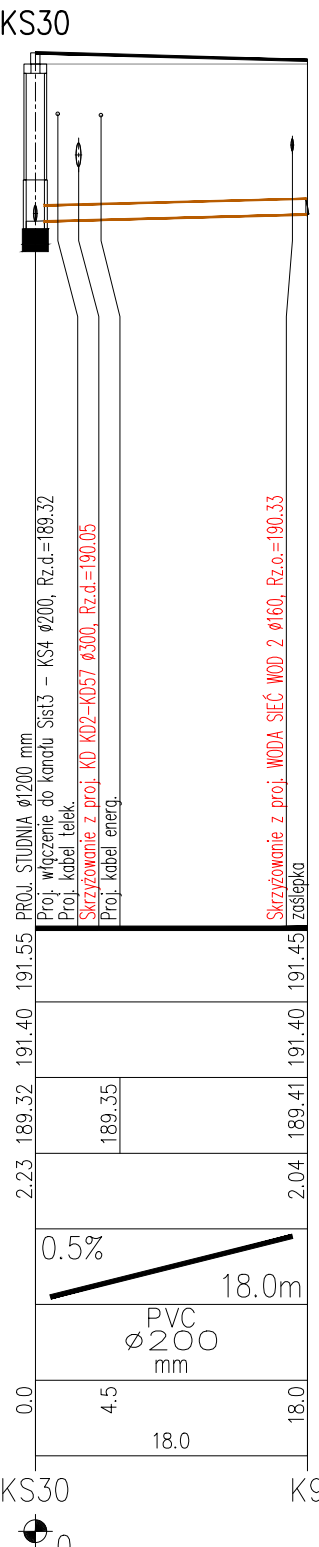 KS30
PROJ. STUDNIA ø1200 mm
Proj. włączenie do kanału Sist3 - KS4 ø200, Rz.d.=189.32
Proj. kabel telek.
Skrzyżowanie z proj. KD KD2-KD57 ø300, Rz.d.=190.05
Proj. kabel energ.
Skrzyżowanie z proj. WODA SIEĆ WOD 2 ø160, Rz.o.=190.33
zaślepka
191.55 191.45
191.40 191.40
189.32 189.35 189.41
2.23 2.04
0.5%
18.0m
PVC
ø200
mm
0.0 4.5 18.0
18.0
KS30 K9